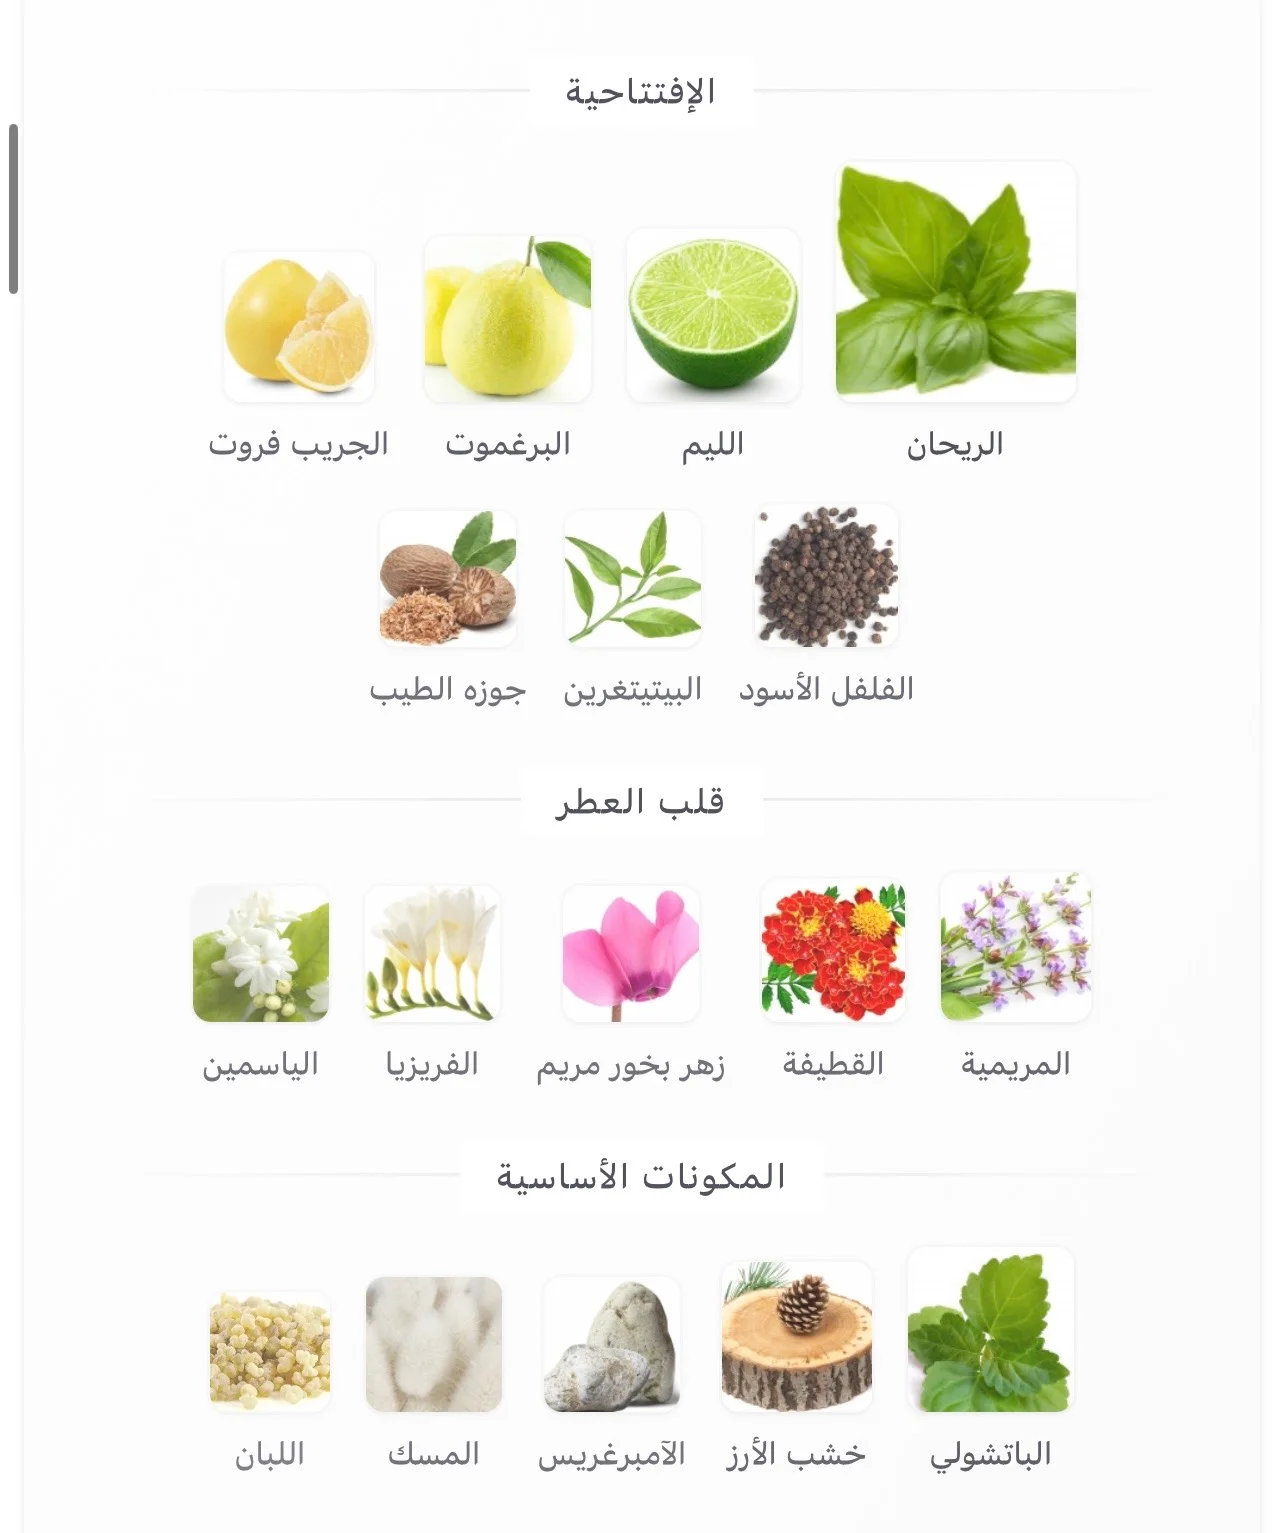 الإفتتاحية
الريحان الليم البرغموت الجريب فروت
الفلفل الأسود البيتيتغرين جوزه الطيب
قلب العطر
المريمية القطيفة زهر بخور مريم الفريزيا الياسمين
المكونات الأساسية
الباتشولي خشب الأرز الآمبرغريس المسك اللبان